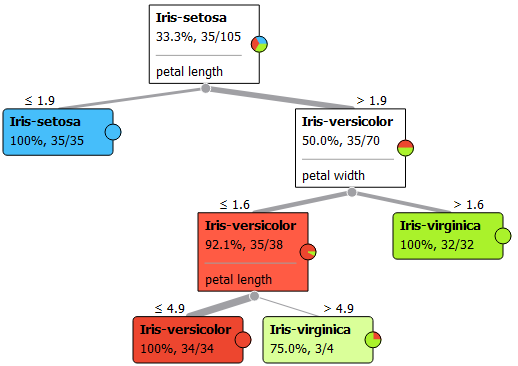 Iris-setosa
33.3%, 35/105
petal length
≤ 1.9
> 1.9
Iris-setosa
100%, 35/35
Iris-versicolor
50.0%, 35/70
petal width
≤ 1.6
> 1.6
Iris-versicolor
92.1%, 35/38
petal length
Iris-virginica
100%, 32/32
≤ 4.9
> 4.9
Iris-versicolor
100%, 34/34
Iris-virginica
75.0%, 3/4